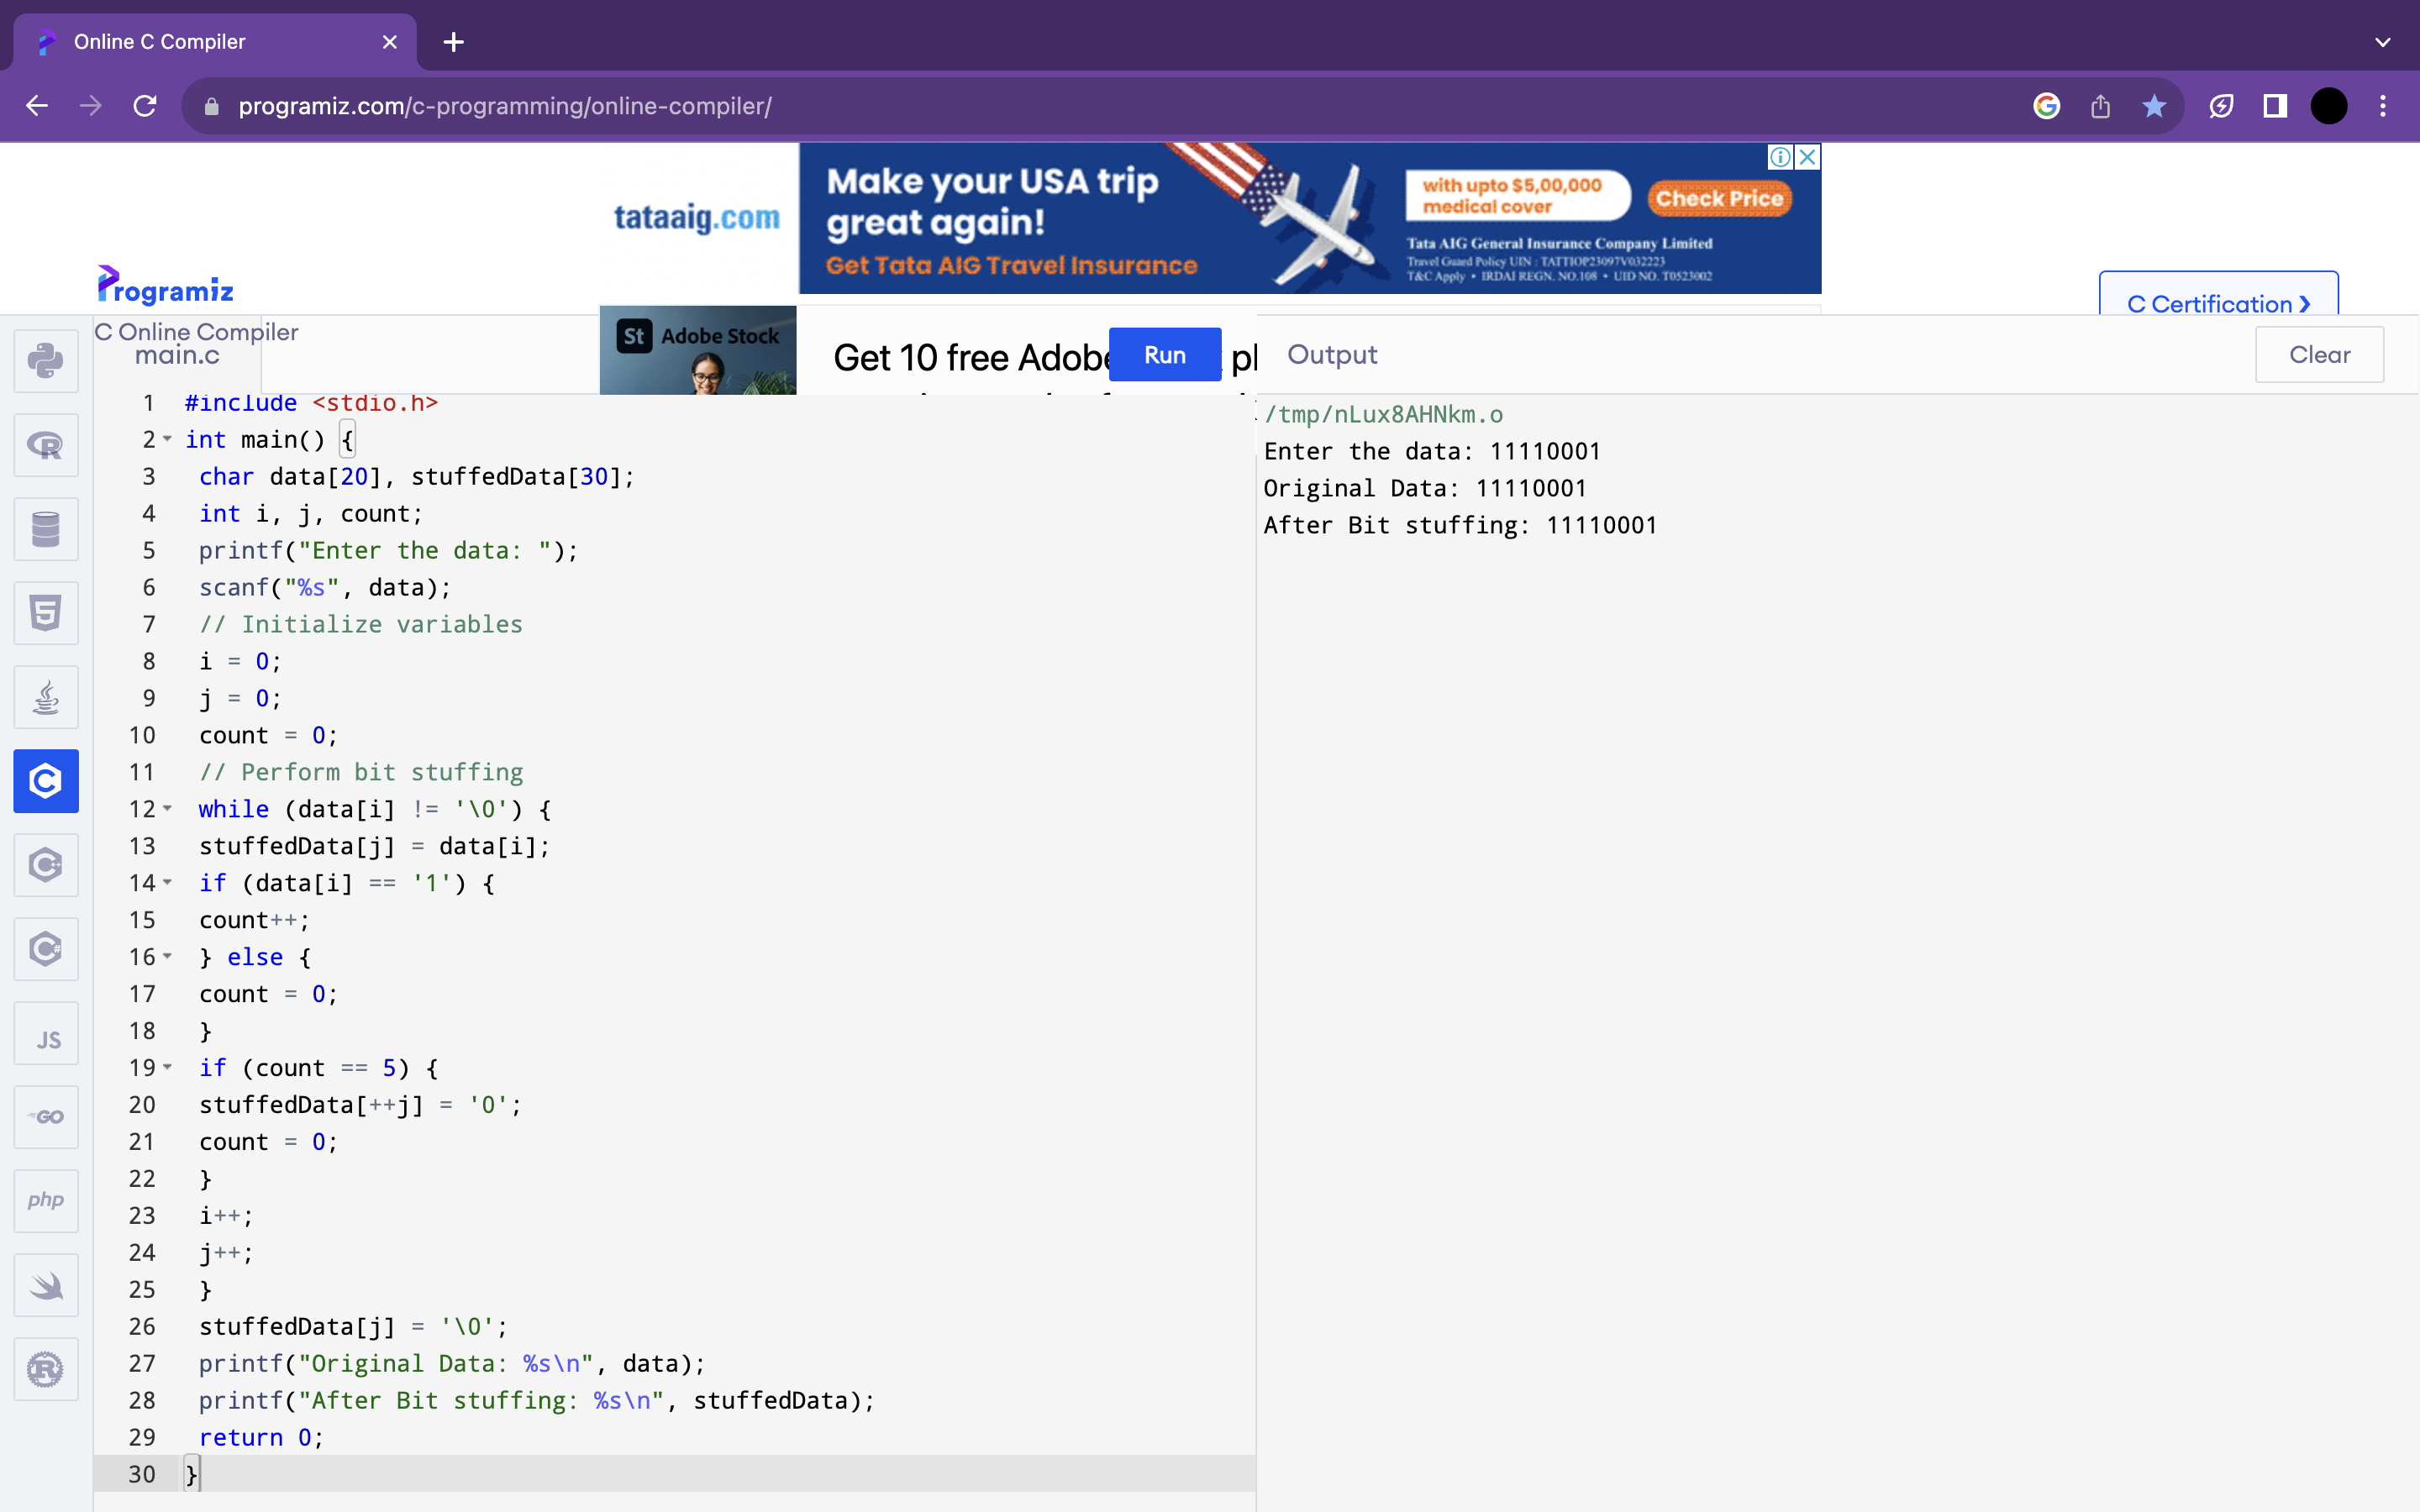 Online C Compiler
programiz.com/c-programming/online-compiler/
Make your USA trip
great again!
Get Tata AIG Travel Insurance
tataaig.com
with upto $5,00,000
medical cover
Check Price
Tata AIG General Insurance Company Limited
Travel Guard Policy UIN : TATTIOP23097V032223
T&C Apply • IRDAI REGN. NO.108 • UID NO. T0523002
Programiz
C Certification ❯
C Online Compiler
main.c
St Adobe Stock
Get 10 free Adobe
Run
Output
Clear
1 #include <stdio.h>
2 int main() {
3 char data[20], stuffedData[30];
4 int i, j, count;
5 printf("Enter the data: ");
6 scanf("%s", data);
7 // Initialize variables
8 i = 0;
9 j = 0;
10 count = 0;
11 // Perform bit stuffing
12 while (data[i] != '\0') {
13 stuffedData[j] = data[i];
14 if (data[i] == '1') {
15 count++;
16 } else {
17 count = 0;
18 }
19 if (count == 5) {
20 stuffedData[++j] = '0';
21 count = 0;
22 }
23 i++;
24 j++;
25 }
26 stuffedData[j] = '\0';
27 printf("Original Data: %s\n", data);
28 printf("After Bit stuffing: %s\n", stuffedData);
29 return 0;
30 }
/tmp/nLux8AHNkm.o
Enter the data: 11110001
Original Data: 11110001
After Bit stuffing: 11110001
R
5
C
C++
C#
JS
GO
php
R